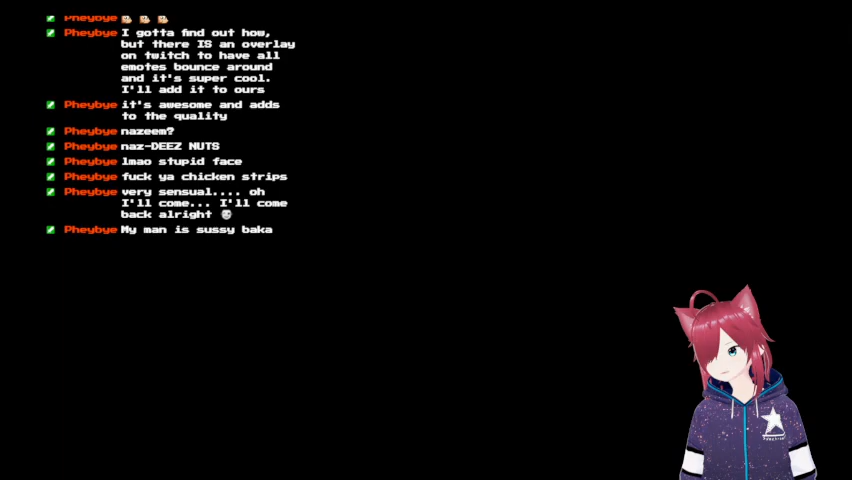 Pheybye
Pheybye I gotta find out how,
but there IS an overlay
on twitch to have all
emotes bounce around
and it's super cool.
I'll add it to ours
Pheybye it's awesome and adds
to the quality
Pheybye nazeem?
Pheybye naz-DEEZ NUTS
Pheybye lmao stupid face
Pheybye fuck ya chicken strips
Pheybye very sensual.... oh
I'll come... I'll come
back alright
Pheybye My man is sussy baka